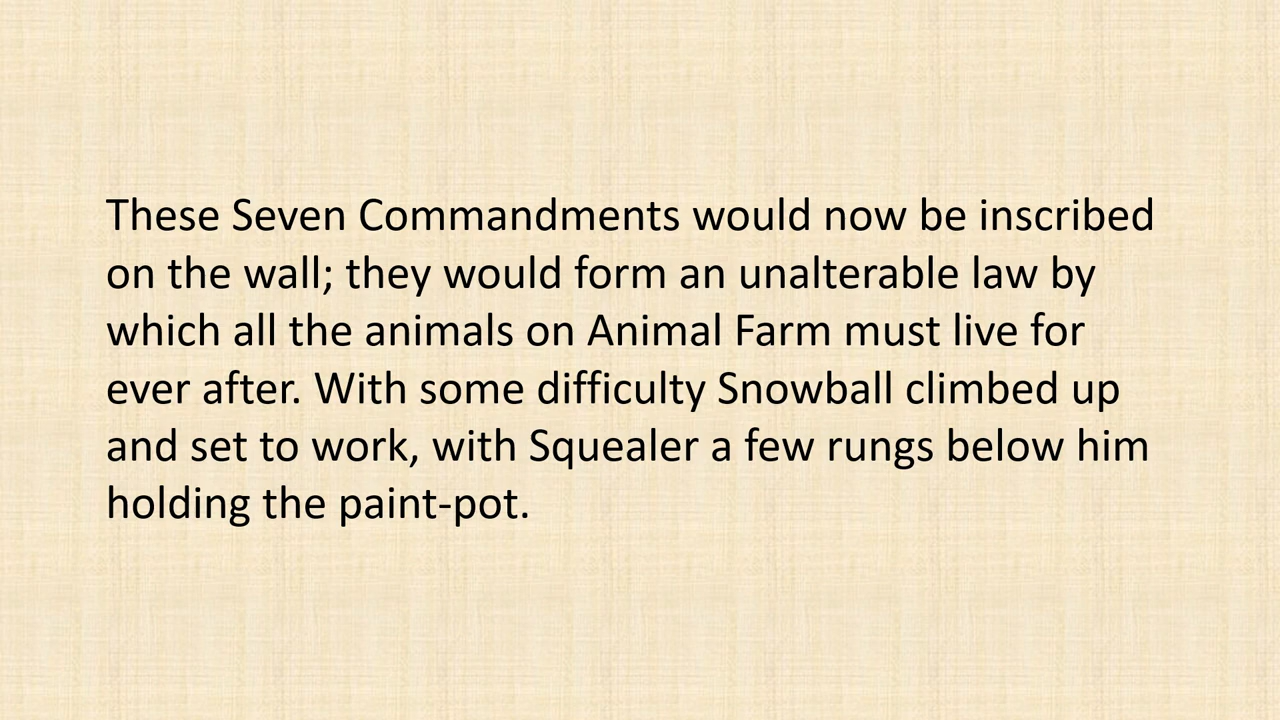 These Seven Commandments would now be inscribed
on the wall; they would form an unalterable law by
which all the animals on Animal Farm must live for
ever after. With some difficulty Snowball climbed up
and set to work, with Squealer a few rungs below him
holding the paint-pot.